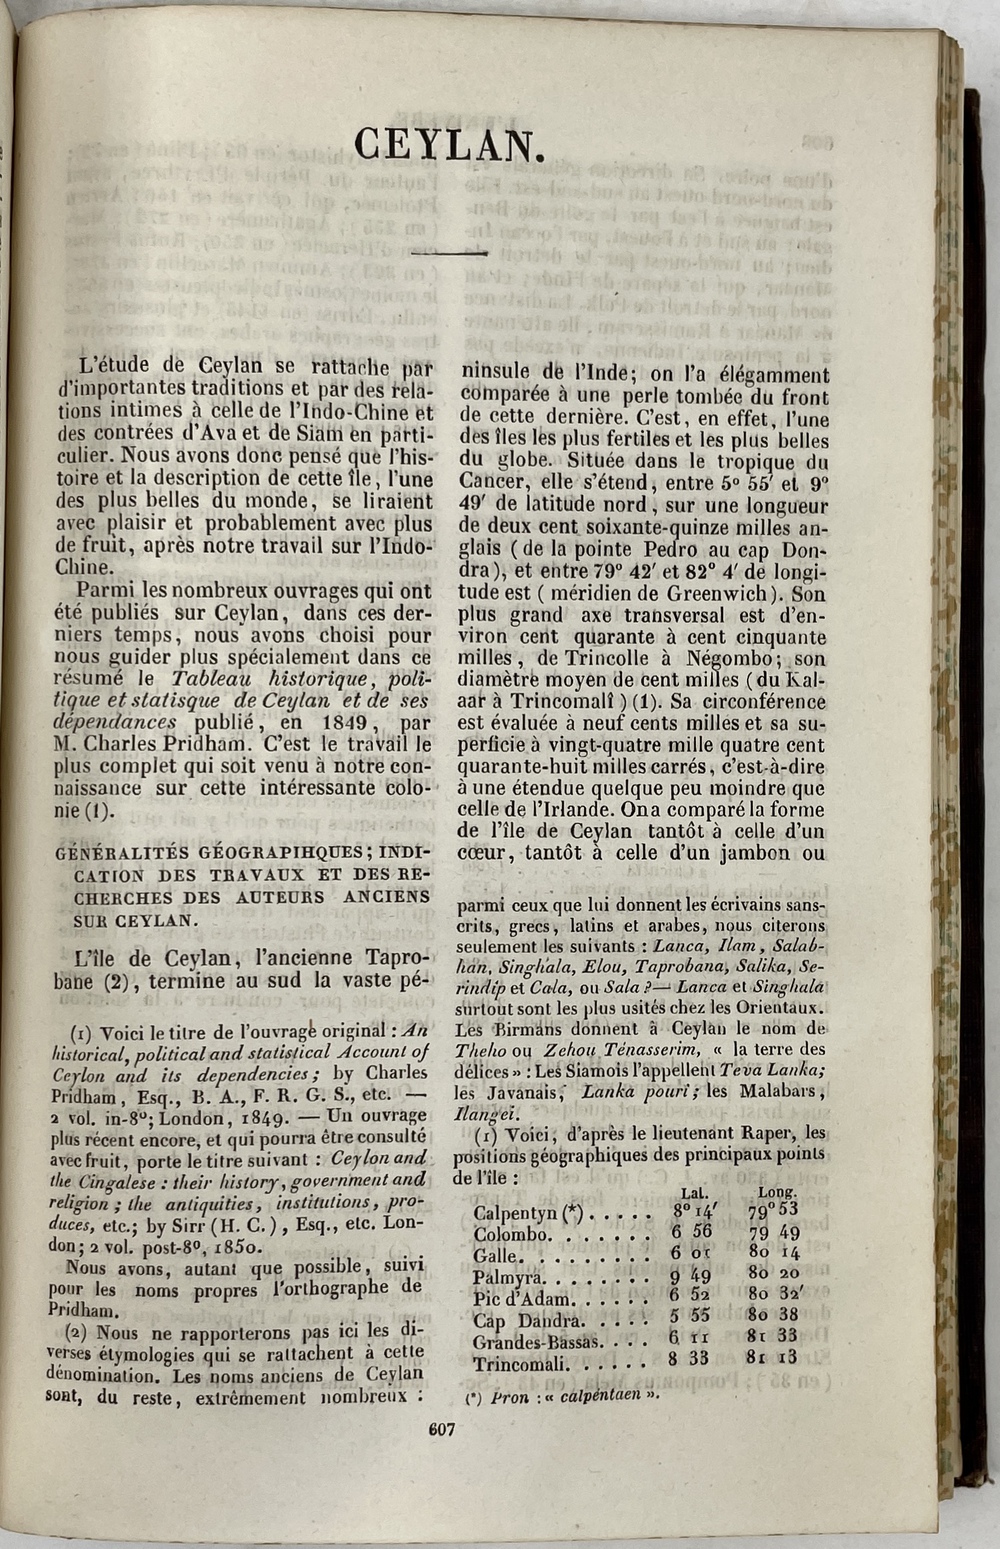 CEYLAN.
L'étude de Ceylan se rattache par
d'importantes traditions et par des rela-
tions intimes à celle de l'Indo-Chine et
des contrées d'Ava et de Siam en parti-
culier. Nous avons donc pensé que l'his-
toire et la description de cette île, l'une
des plus belles du monde, se liraient
avec plaisir et probablement avec plus
de fruit, après notre travail sur l'Indo-
Chine.
Parmi les nombreux ouvrages qui ont
été publiés sur Ceylan, dans ces der-
niers temps, nous avons choisi pour
nous guider plus spécialement dans ce
résumé le Tableau historique, poli-
tique et statisque de Ceylan et de ses
dépendances publié, en 1849, par
M. Charles Pridham. C'est le travail le
plus complet qui soit venu à notre con-
naissance sur cette intéressante colo-
nie (1).
GÉNÉRALITÉS GÉOGRAPIHQUES; INDI-
CATION DES TRAVAUX ET DES RE-
CHERCHES DES AUTEURS ANCIENS
SUR CEYLAN.
L'île de Ceylan, l'ancienne Tapro-
bane (2), termine au sud la vaste pé-
(1) Voici le titre de l'ouvrage original : An
historical, political and statistical Account of
Ceylon and its dependencies; by Charles
Pridham, Esq., B. A., F. R. G. S., etc. —
2 vol. in-8°; London, 1849. — Un ouvrage
plus récent encore, et qui pourra être consulté
avec fruit, porte le titre suivant : Ceylon and
the Cingalese : their history, government and
religion; the antiquities, institutions, pro-
duces, etc.; by Sirr (H. C.), Esq., etc. Lon-
don; 2 vol. post-8°, 1850.
Nous avons, autant que possible, suivi
pour les noms propres l'orthographe de
Pridham.
(2) Nous ne rapporterons pas ici les di-
verses étymologies qui se rattachent à cette
dénomination. Les noms anciens de Ceylan
sont, du reste, extrêmement nombreux :
ninsule de l'Inde; on l'a élégamment
comparée à une perle tombée du front
de cette dernière. C'est, en effet, l'une
des îles les plus fertiles et les plus belles
du globe. Située dans le tropique du
Cancer, elle s'étend, entre 5° 55' et 9°
49' de latitude nord, sur une longueur
de deux cent soixante-quinze milles an-
glais (de la pointe Pedro au cap Don-
dra), et entre 79° 42' et 82° 4' de longi-
tude est (méridien de Greenwich). Son
plus grand axe transversal est d'en-
viron cent quarante à cent cinquante
milles, de Trincolle à Négombo; son
diamètre moyen de cent milles (du Kal-
aar à Trincomalî) (1). Sa circonférence
est évaluée à neuf cents milles et sa su-
perficie à vingt-quatre mille quatre cent
quarante-huit milles carrés, c'est-à-dire
à une étendue quelque peu moindre que
celle de l'Irlande. On a comparé la forme
de l'île de Ceylan tantôt à celle d'un
cœur, tantôt à celle d'un jambon ou
parmi ceux que lui donnent les écrivains sans-
crits, grecs, latins et arabes, nous citerons
seulement les suivants : Lanca, Ilam, Salab-
han, Singhala, Elou, Taprobana, Salika, Se-
rindip et Cala, ou Sala ? — Lanca et Singhala
surtout sont les plus usités chez les Orientaux.
Les Birmans donnent à Ceylan le nom de
Theho ou Zehou Ténasserim, « la terre des
délices » : Les Siamois l'appellent Teva Lanka;
les Javanais, Lanka pouri; les Malabars,
Ilangei.
(1) Voici, d'après le lieutenant Raper, les
positions géographiques des principaux points
de l'île :
Lat. Long.
Calpentyn (*) . . . . . 8° 14' 79° 53
Colombo. . . . . . . 6 56 79 49
Galle. . . . . . . . . 6 01 80 14
Palmyra. . . . . . . . 9 49 80 20
Pic d'Adam. . . . . . 6 52 80 32'
Cap Dandra. . . . . 5 55 80 38
Grandes-Bassas. . . . 6 11 81 33
Trincomali. . . . . . 8 33 81 13
(*) Pron : « calpéntaen ».
607